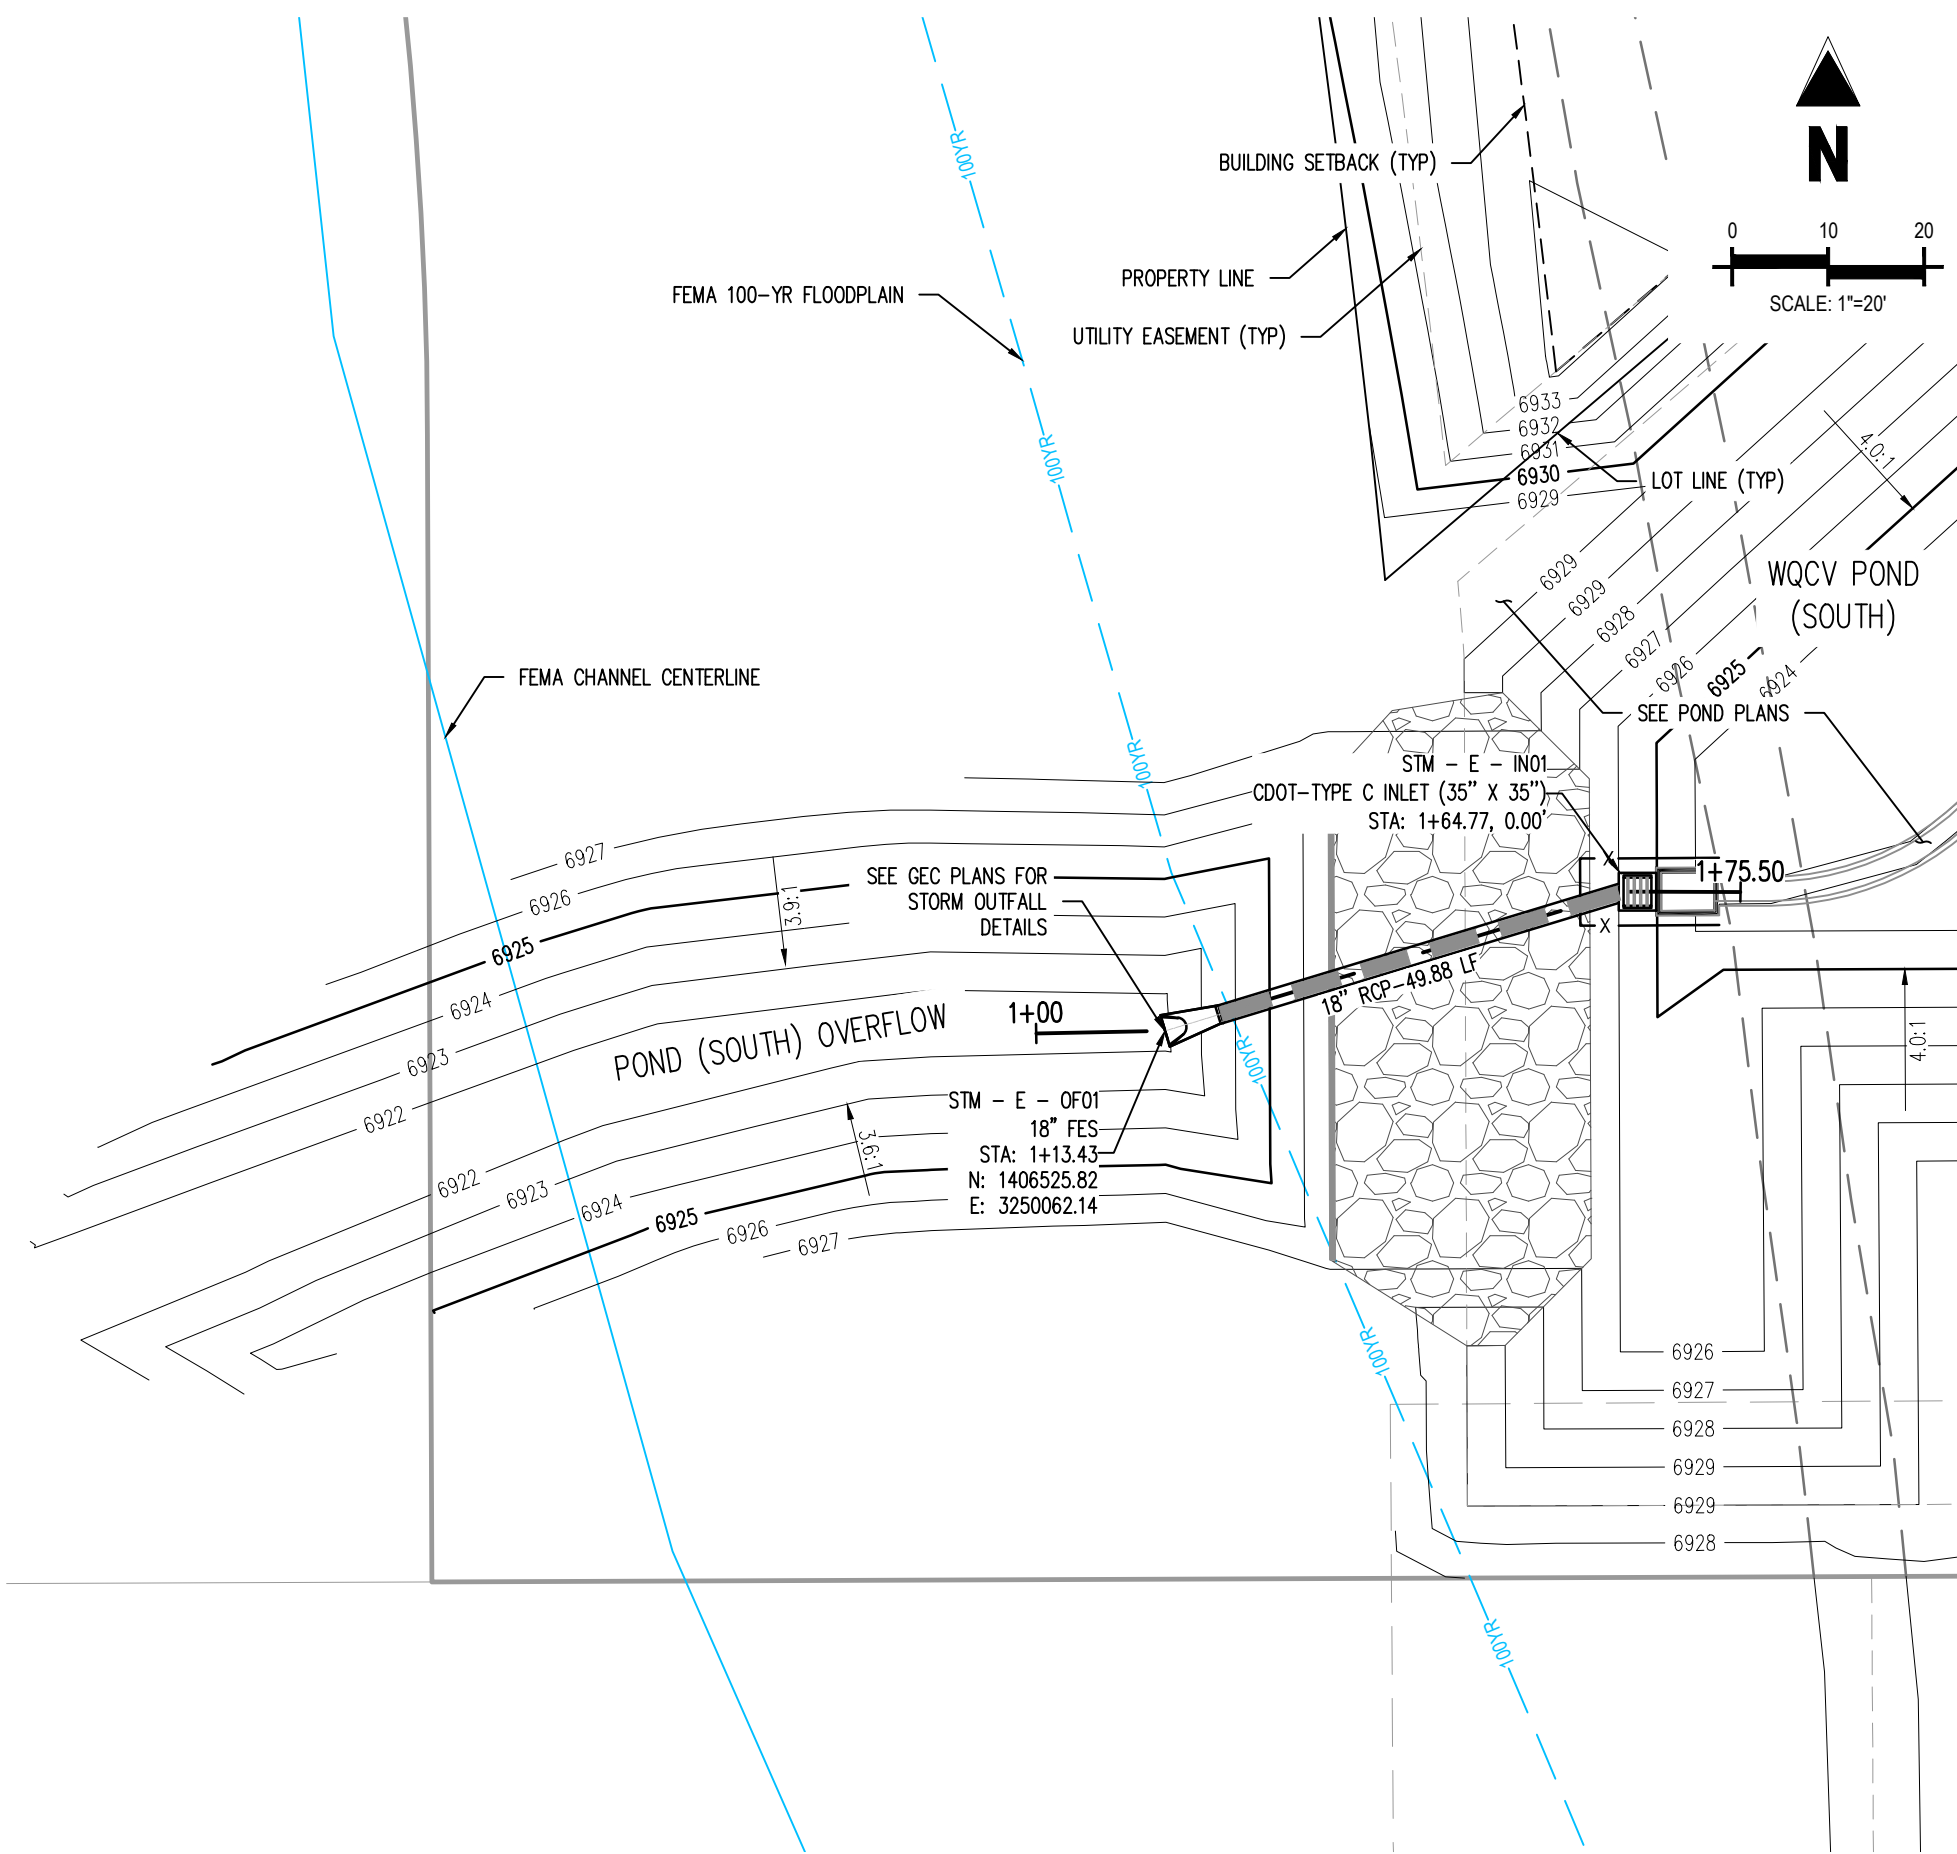 N
0 10 20
SCALE: 1"=20'
BUILDING SETBACK (TYP)
PROPERTY LINE
UTILITY EASEMENT (TYP)
FEMA 100-YR FLOODPLAIN
100YR
100YR
100YR
100YR
100YR
100YR
6933
6932
6931
6930
6929
LOT LINE (TYP)
4.0:1
WQCV POND
(SOUTH)
6929
6929
6928
6927
6926
6925
6924
SEE POND PLANS
FEMA CHANNEL CENTERLINE
STM - E - IN01
CDOT-TYPE C INLET (35" X 35")
STA: 1+64.77, 0.00'
X
X
1+75.50
SEE GEC PLANS FOR
STORM OUTFALL
DETAILS
18" RCP-49.88 LF
1+00
POND (SOUTH) OVERFLOW
3.9:1
6927
6926
6925
6924
6923
6922
STM - E - OF01
18" FES
STA: 1+13.43
N: 1406525.82
E: 3250062.14
3.6:1
4.0:1
6922
6923
6924
6925
6926
6927
6926
6927
6928
6929
6929
6928